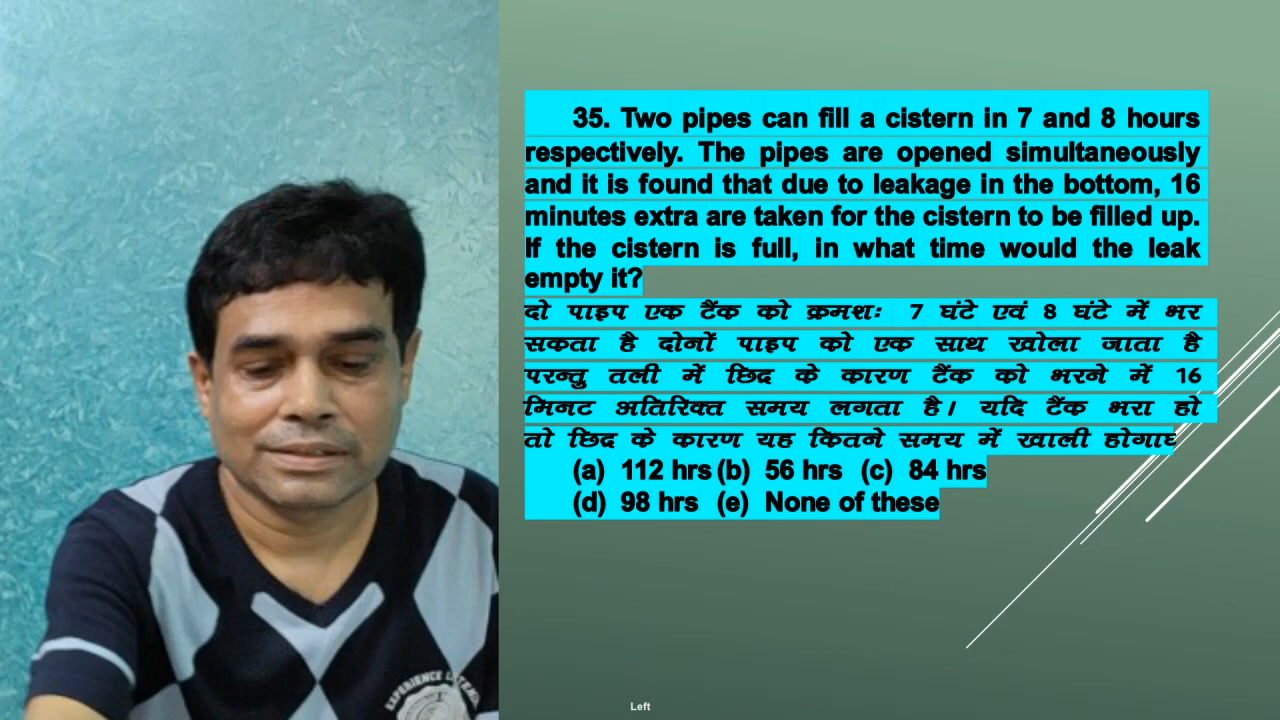 35. Two pipes can fill a cistern in 7 and 8 hours
respectively. The pipes are opened simultaneously
and it is found that due to leakage in the bottom, 16
minutes extra are taken for the cistern to be filled up.
If the cistern is full, in what time would the leak
empty it?
दो पाइप एक टैंक को क्रमशः 7 घंटे एवं 8 घंटे में भर
सकता है दोनों पाइप को एक साथ खोला जाता है
परन्तु तली में छिद्र के कारण टैंक को भरने में 16
मिनट अतिरिक्त समय लगता है। यदि टैंक भरा हो
तो छिद्र के कारण यह कितने समय में खाली होगाघ
(a) 112 hrs (b) 56 hrs (c) 84 hrs
(d) 98 hrs (e) None of these
EXPERIENCE
Left